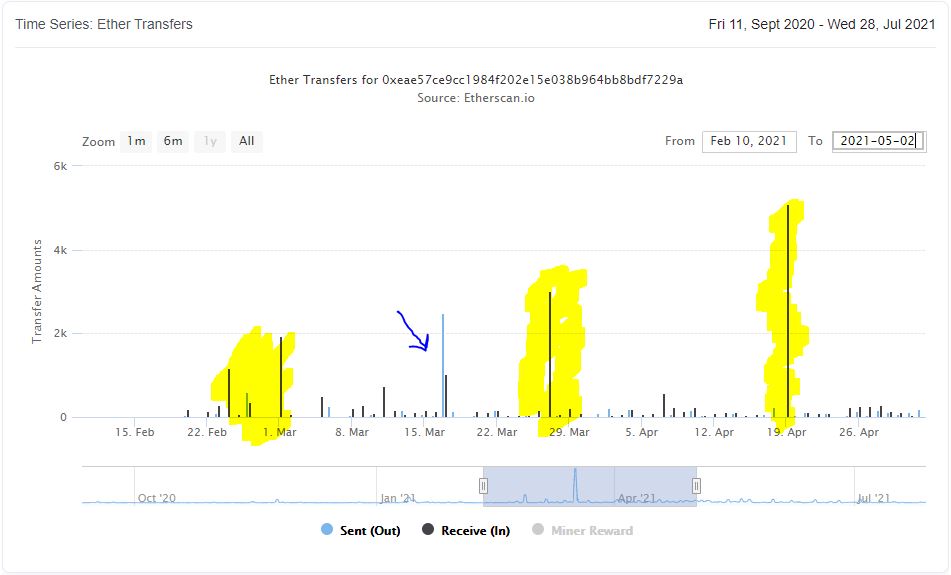 Time Series: Ether Transfers
Fri 11, Sept 2020 - Wed 28, Jul 2021
Ether Transfers for 0xeae57ce9cc1984f202e15e038b964bb8bdf7229a
Source: Etherscan.io
Zoom 1m 6m 1y All
From Feb 10, 2021 To 2021-05-02
Transfer Amounts
6k
4k
2k
0
15. Feb 22. Feb 1. Mar 8. Mar 15. Mar 22. Mar 29. Mar 5. Apr 12. Apr 19. Apr 26. Apr
Oct '20 Jan '21 Apr '21 Jul '21
Sent (Out) Receive (In) Miner Reward